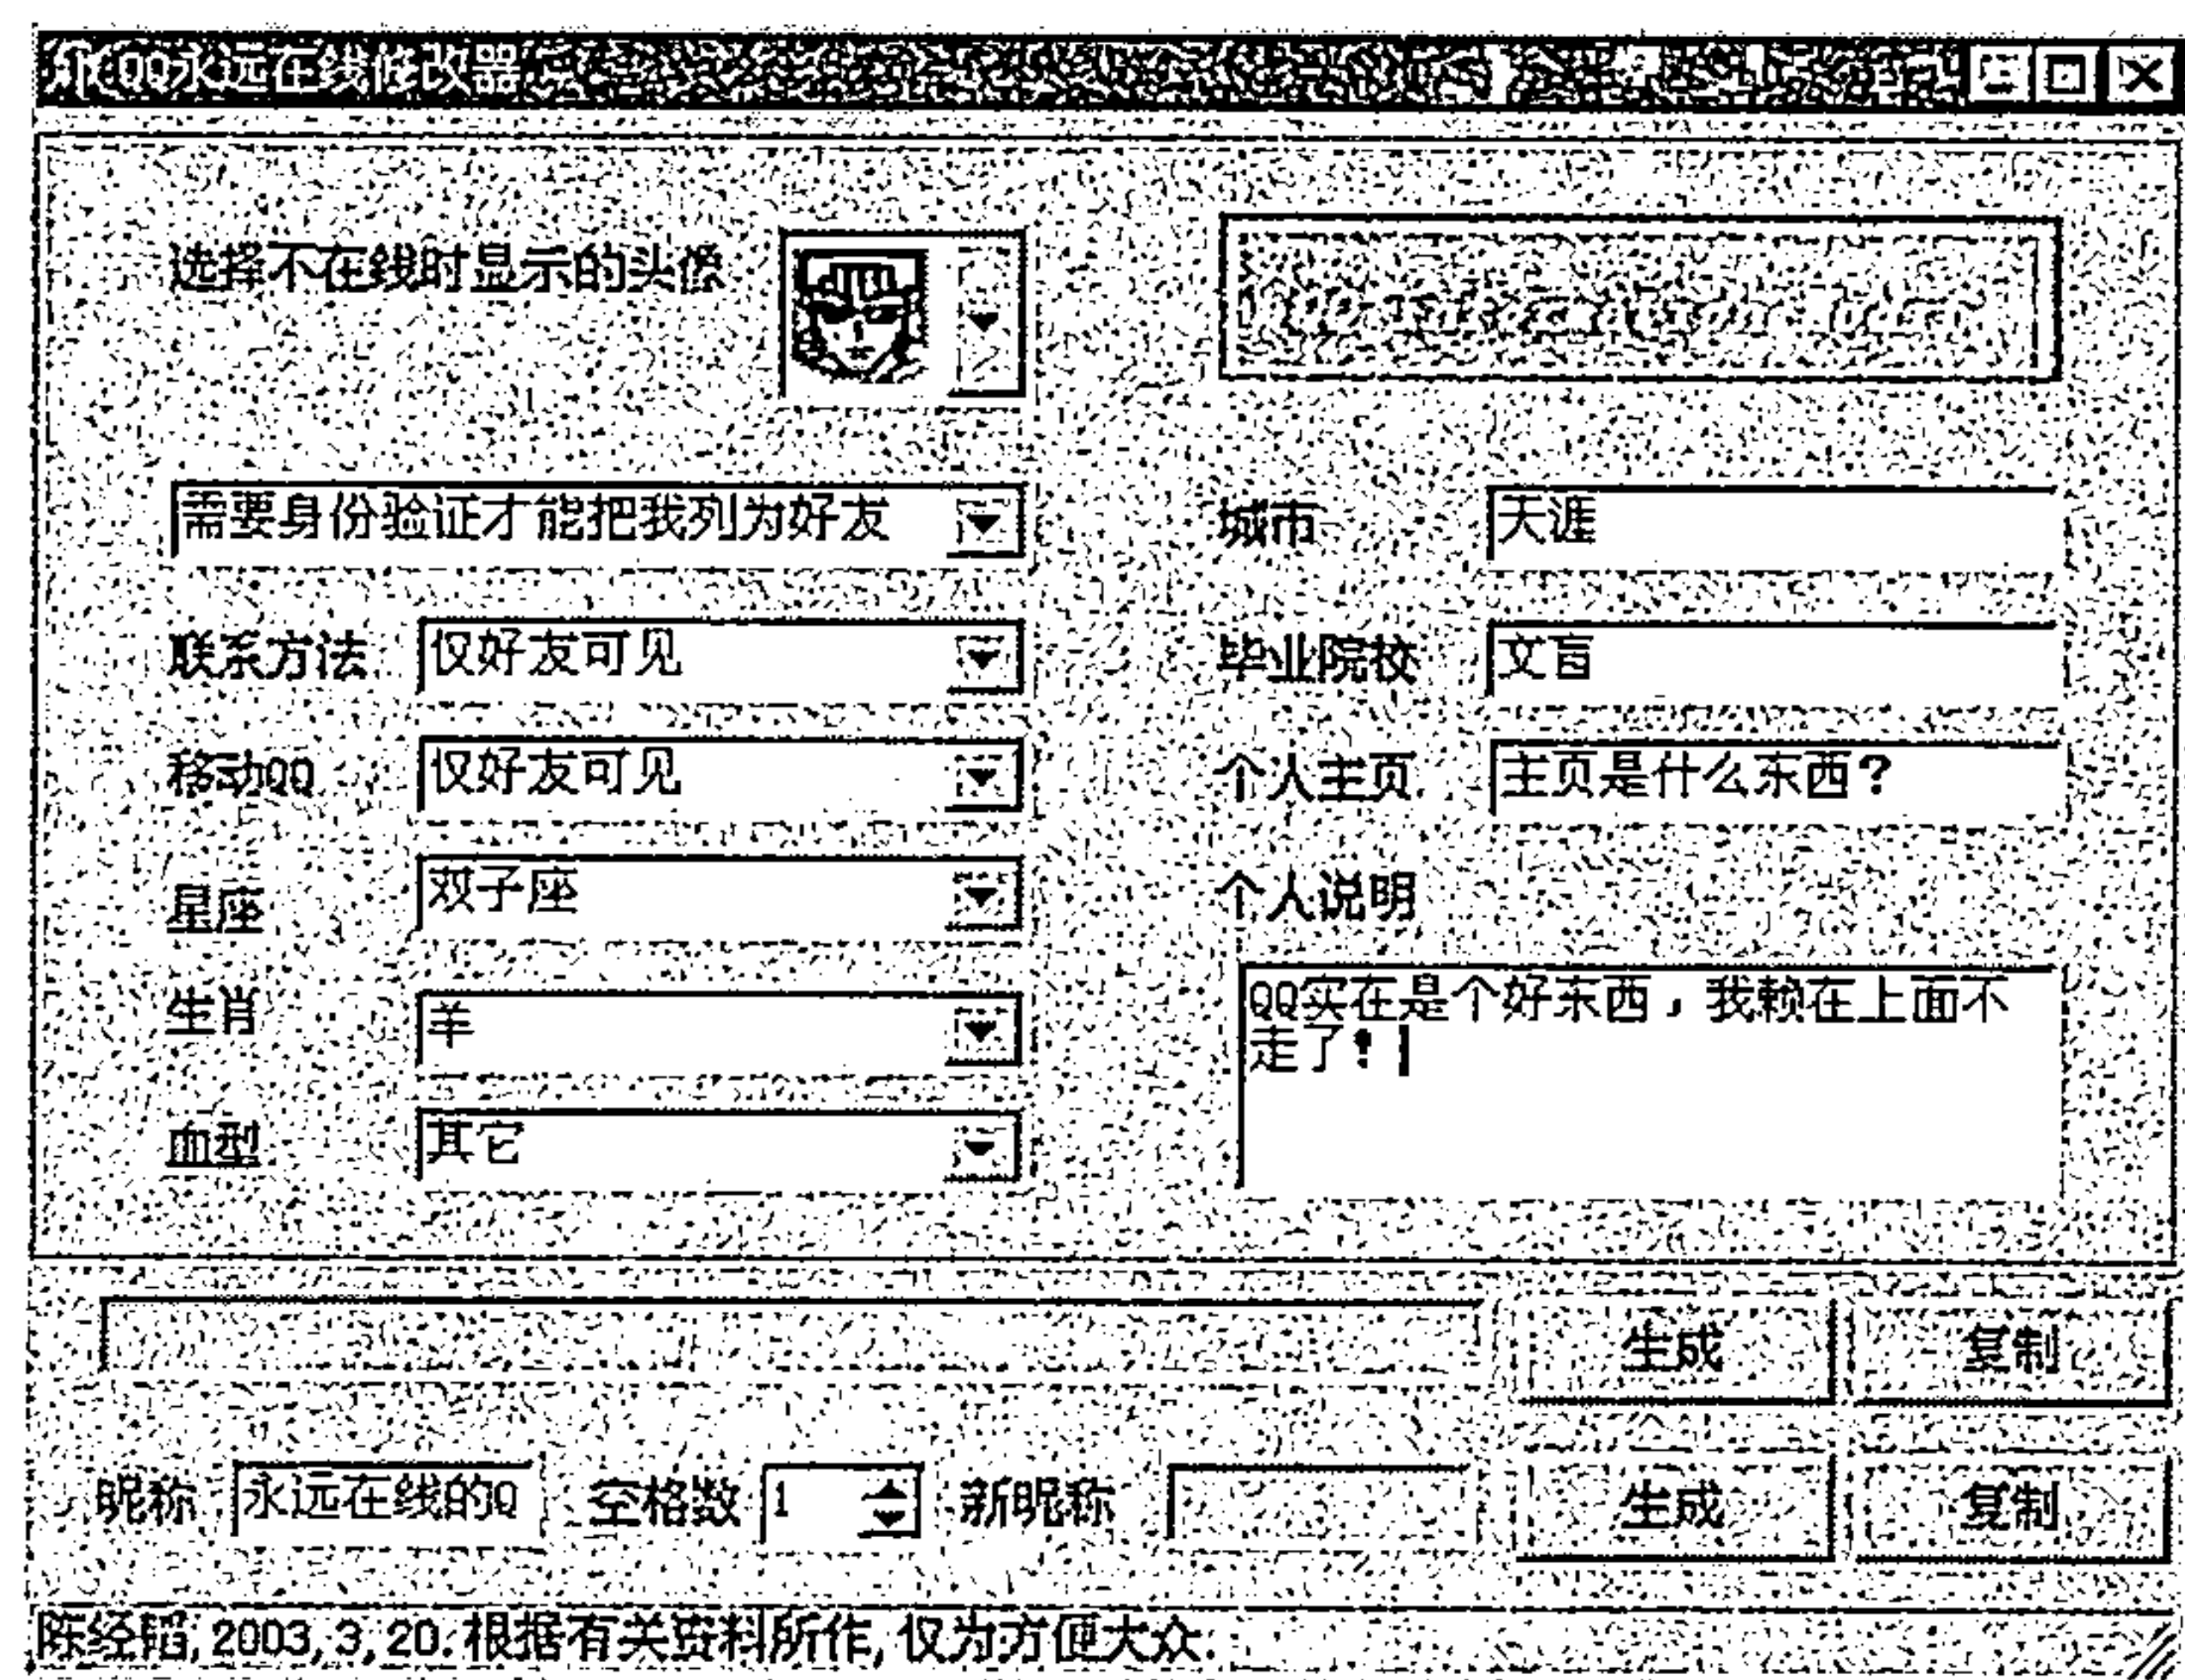 QQ永远在线修改器
选择不在线时显示的头像
需要身份验证才能把我列为好友
城市 天涯
联系方法 仅好友可见
毕业院校 文盲
移动QQ 仅好友可见
个人主页 主页是什么东西?
星座 双子座
个人说明
生肖 羊
QQ实在是个好东西，我赖在上面不
走了!
血型 其它
生成 复制
昵称 永远在线的Q 空格数 1 新昵称 生成 复制
陈经韬,2003,3,20.根据有关资料所作,仅为方便大众.